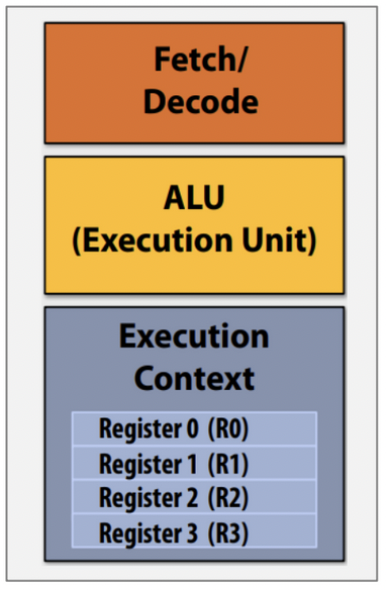 Fetch/
Decode
ALU
(Execution Unit)
Execution
Context
Register 0 (R0)
Register 1 (R1)
Register 2 (R2)
Register 3 (R3)